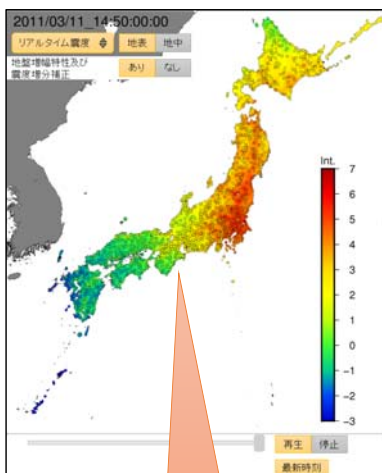 2011/03/11_14:50:00:00
リアルタイム震度 地表 地中
地盤増幅特性及び
震度増分補正
あり なし
Int.
7
6
5
4
3
2
1
0
−1
−2
−3
再生 停止
最新時刻